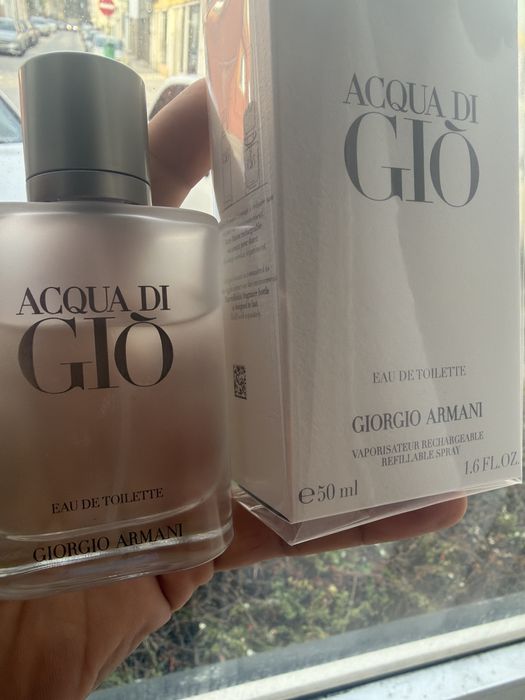 ACQUA DI
GIÒ
EAU DE TOILETTE
GIORGIO ARMANI
ACQUA DI
GIÒ
EAU DE TOILETTE
GIORGIO ARMANI
VAPORISATEUR RECHARGEABLE
REFILLABLE SPRAY
e50 ml
1.6 FL.OZ.